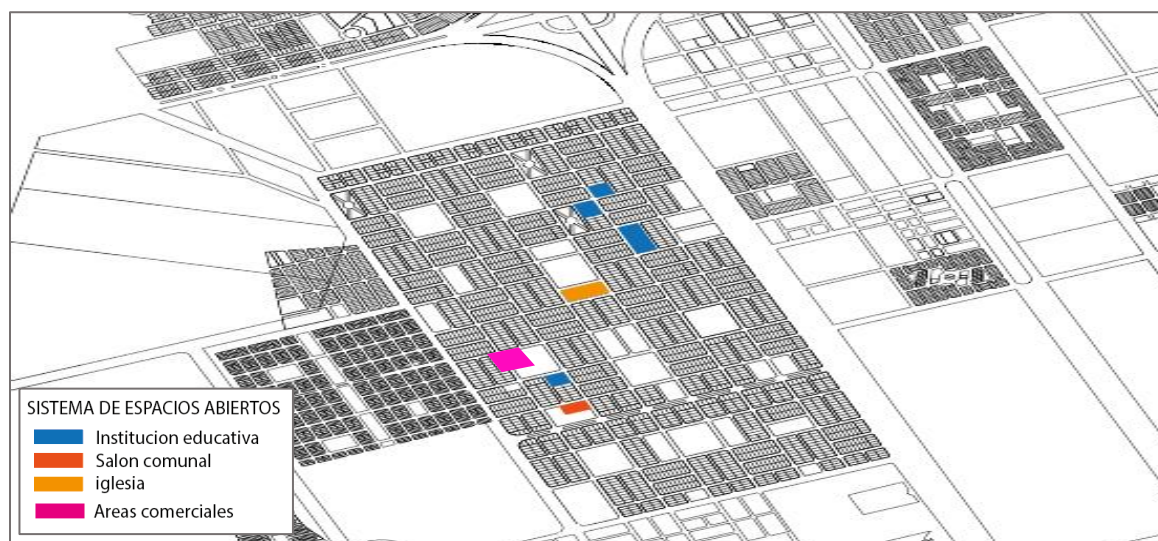 SISTEMA DE ESPACIOS ABIERTOS
Institucion educativa
Salon comunal
iglesia
Areas comerciales